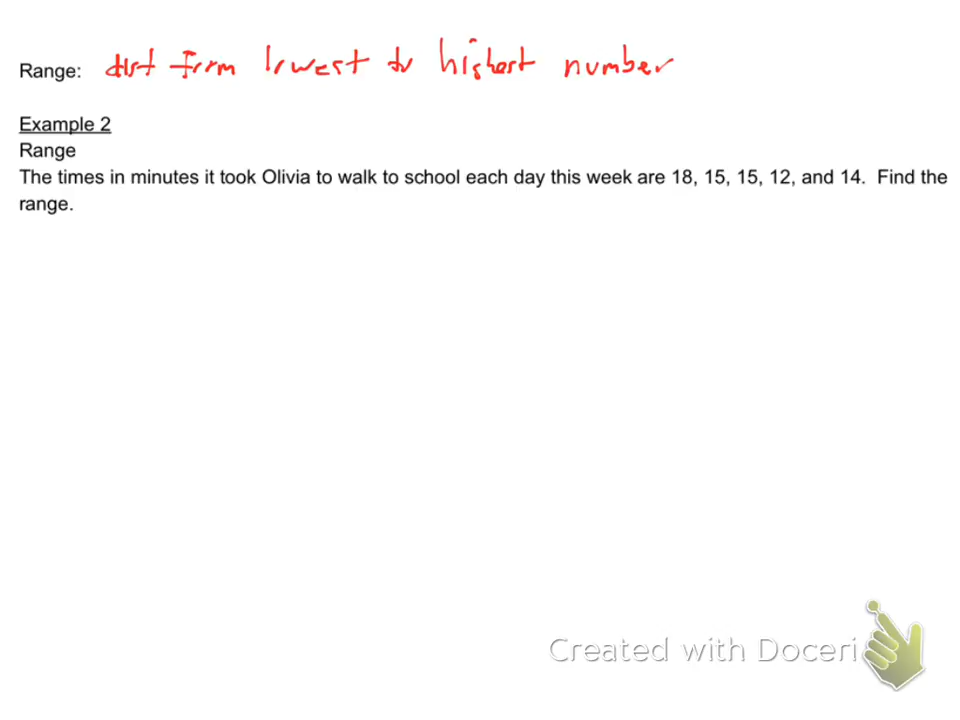 Range: dist from lowest to highest number
Example 2
Range
The times in minutes it took Olivia to walk to school each day this week are 18, 15, 15, 12, and 14. Find the
range.
Created with Doceri